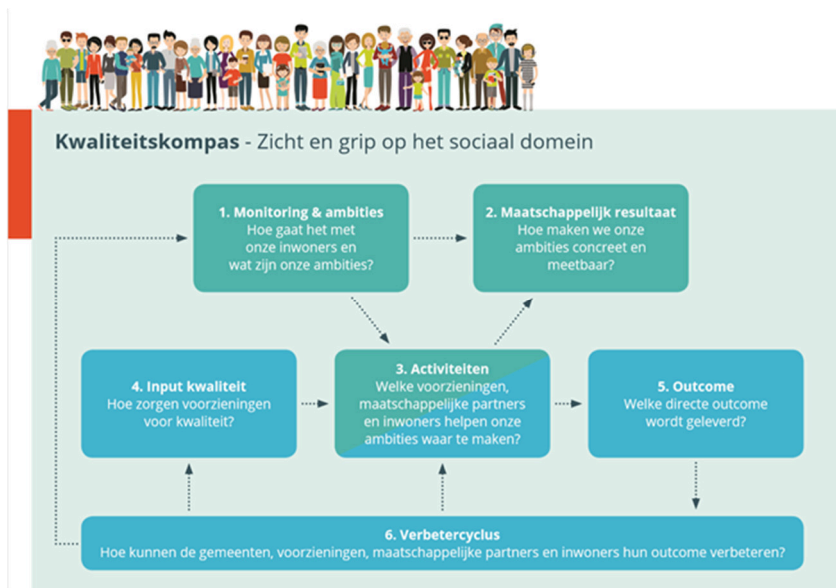 Kwaliteitskompas - Zicht en grip op het sociaal domein
1. Monitoring & ambities
Hoe gaat het met
onze inwoners en
wat zijn onze ambities?
2. Maatschappelijk resultaat
Hoe maken we onze
ambities concreet en
meetbaar?
4. Input kwaliteit
Hoe zorgen voorzieningen
voor kwaliteit?
3. Activiteiten
Welke voorzieningen,
maatschappelijke partners
en inwoners helpen onze
ambities waar te maken?
5. Outcome
Welke directe outcome
wordt geleverd?
6. Verbetercyclus
Hoe kunnen de gemeenten, voorzieningen, maatschappelijke partners en inwoners hun outcome verbeteren?